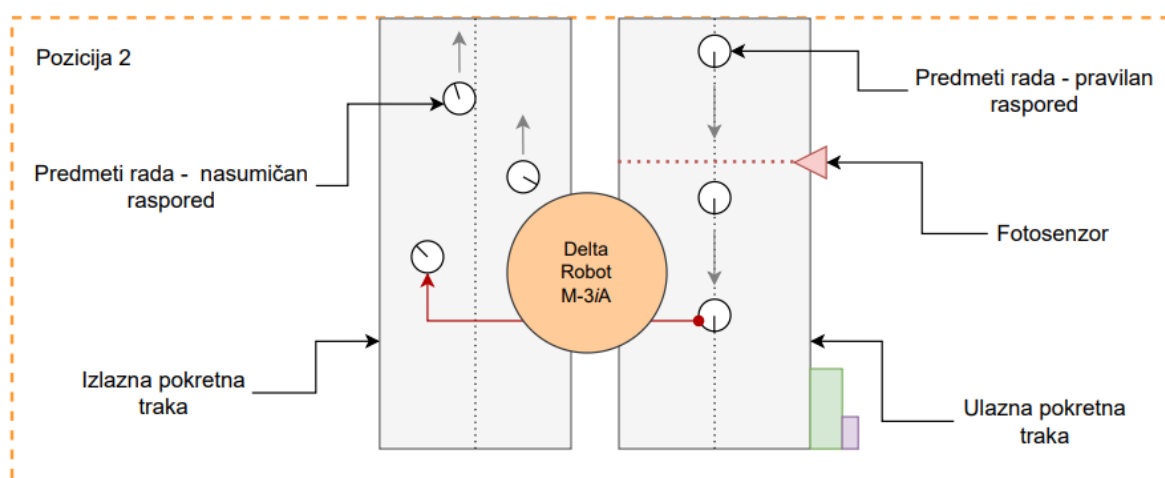 Pozicija 2
Predmeti rada - pravilan
raspored
Predmeti rada -  nasumičan
raspored
Fotosenzor
Delta
Robot
M-3iA
Izlazna pokretna
traka
Ulazna pokretna
traka